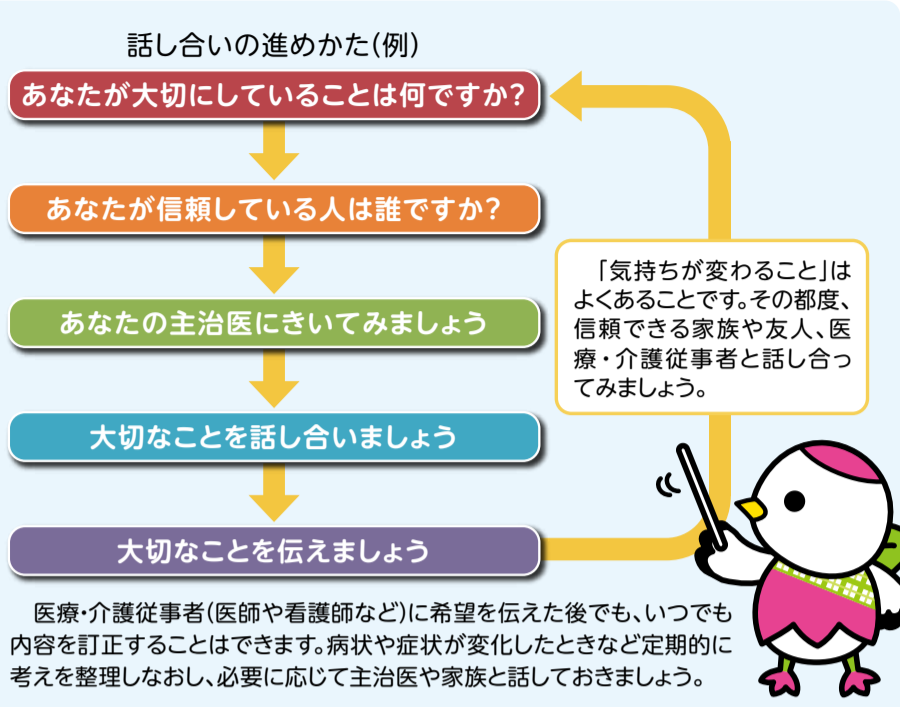 話し合いの進めかた(例)
あなたが大切にしていることは何ですか?
あなたが信頼している人は誰ですか?
あなたの主治医にきいてみましょう
大切なことを話し合いましょう
大切なことを伝えましょう
「気持ちが変わること」は
よくあることです。その都度、
信頼できる家族や友人、医
療・介護従事者と話し合っ
てみましょう。
医療・介護従事者(医師や看護師など)に希望を伝えた後でも、いつでも
内容を訂正することはできます。病状や症状が変化したときなど定期的に
考えを整理しなおし、必要に応じて主治医や家族と話しておきましょう。